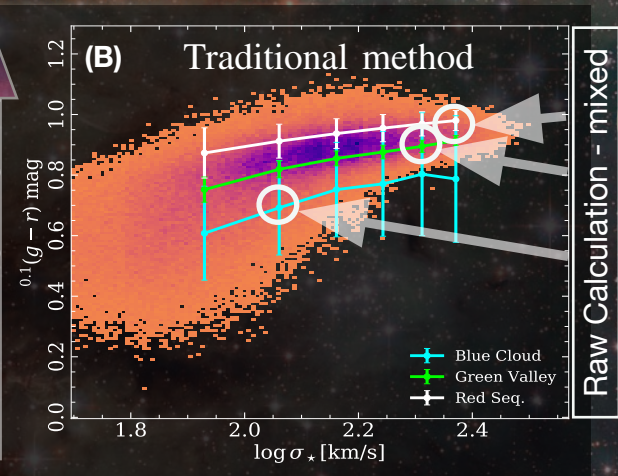 (B)
Traditional method
Raw Calculation - mixed
0.1(g − r) mag
1.2
1.0
0.8
0.6
0.4
0.2
0.0
Blue Cloud
Green Valley
Red Seq.
1.8
2.0
2.2
2.4
log σ⋆ [km/s]